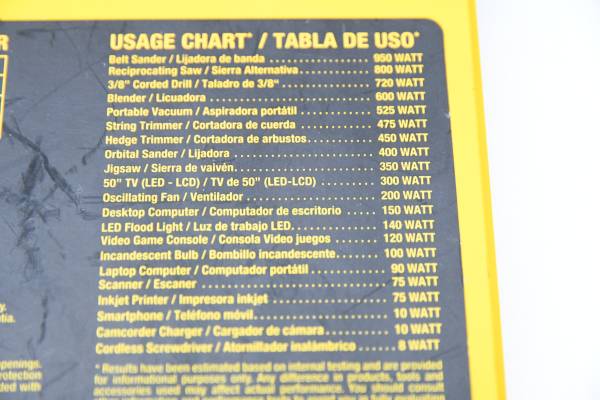 R
USAGE CHART* / TABLA DE USO*
Belt Sander / Lijadora de banda ................. 950 WATT
Reciprocating Saw / Sierra Alternativa............ 800 WATT
3/8" Corded Drill / Taladro de 3/8" ............... 720 WATT
Blender / Licuadora ........................... 600 WATT
Portable Vacuum / Aspiradora portátil ........... 525 WATT
String Trimmer / Cortadora de cuerda ........... 475 WATT
Hedge Trimmer / Cortadora de arbustos.......... 450 WATT
Orbital Sander / Lijadora ....................... 400 WATT
Jigsaw / Sierra de vaivén....................... 350 WATT
50" TV (LED - LCD) / TV de 50" (LED-LCD) ........ 300 WATT
Oscillating Fan / Ventilador ..................... 200 WATT
Desktop Computer / Computador de escritorio ..... 150 WATT
LED Flood Light / Luz de trabajo LED.............. 140 WATT
Video Game Console / Consola Video juegos ...... 120 WATT
Incandescent Bulb / Bombillo incandescente...... 100 WATT
Laptop Computer / Computador portátil ........... 90 WATT
Scanner / Escaner ............................. 75 WATT
Inkjet Printer / Impresora inkjet .................. 75 WATT
Smartphone / Teléfono móvil..................... 10 WATT
Camcorder Charger / Cargador de cámara......... 10 WATT
Cordless Screwdriver / Atornillador inalámbrico...... 8 WATT
* Results have been estimated based on internal testing and are provided
for informational purposes only. Any difference in products, tools and
accessories used may affect actual performance. You should consult